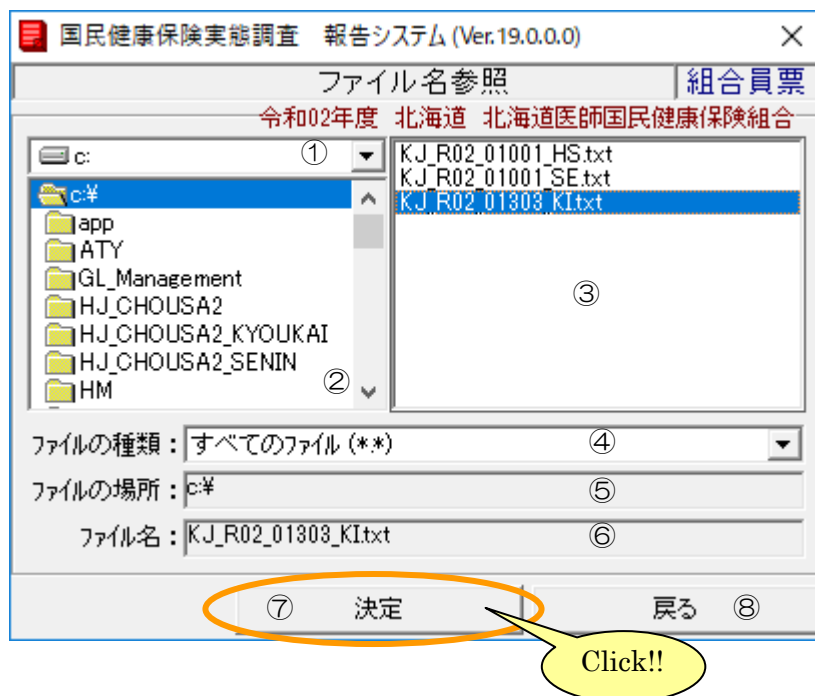 国民健康保険実態調査　報告システム (Ver.19.0.0.0)
ファイル名参照
組合員票
令和02年度 北海道 北海道医師国民健康保険組合
c: ①
c:¥
app
ATY
GL_Management
HJ_CHOUSA2
HJ_CHOUSA2_KYOUKAI
HJ_CHOUSA2_SENIN
HM
②
KJ_R02_01001_HS.txt
KJ_R02_01001_SE.txt
KJ_R02_01303_KI.txt
③
ファイルの種類：すべてのファイル (*.*) ④
ファイルの場所：c:¥ ⑤
ファイル名：KJ_R02_01303_KI.txt ⑥
⑦ 決定
戻る ⑧
Click!!